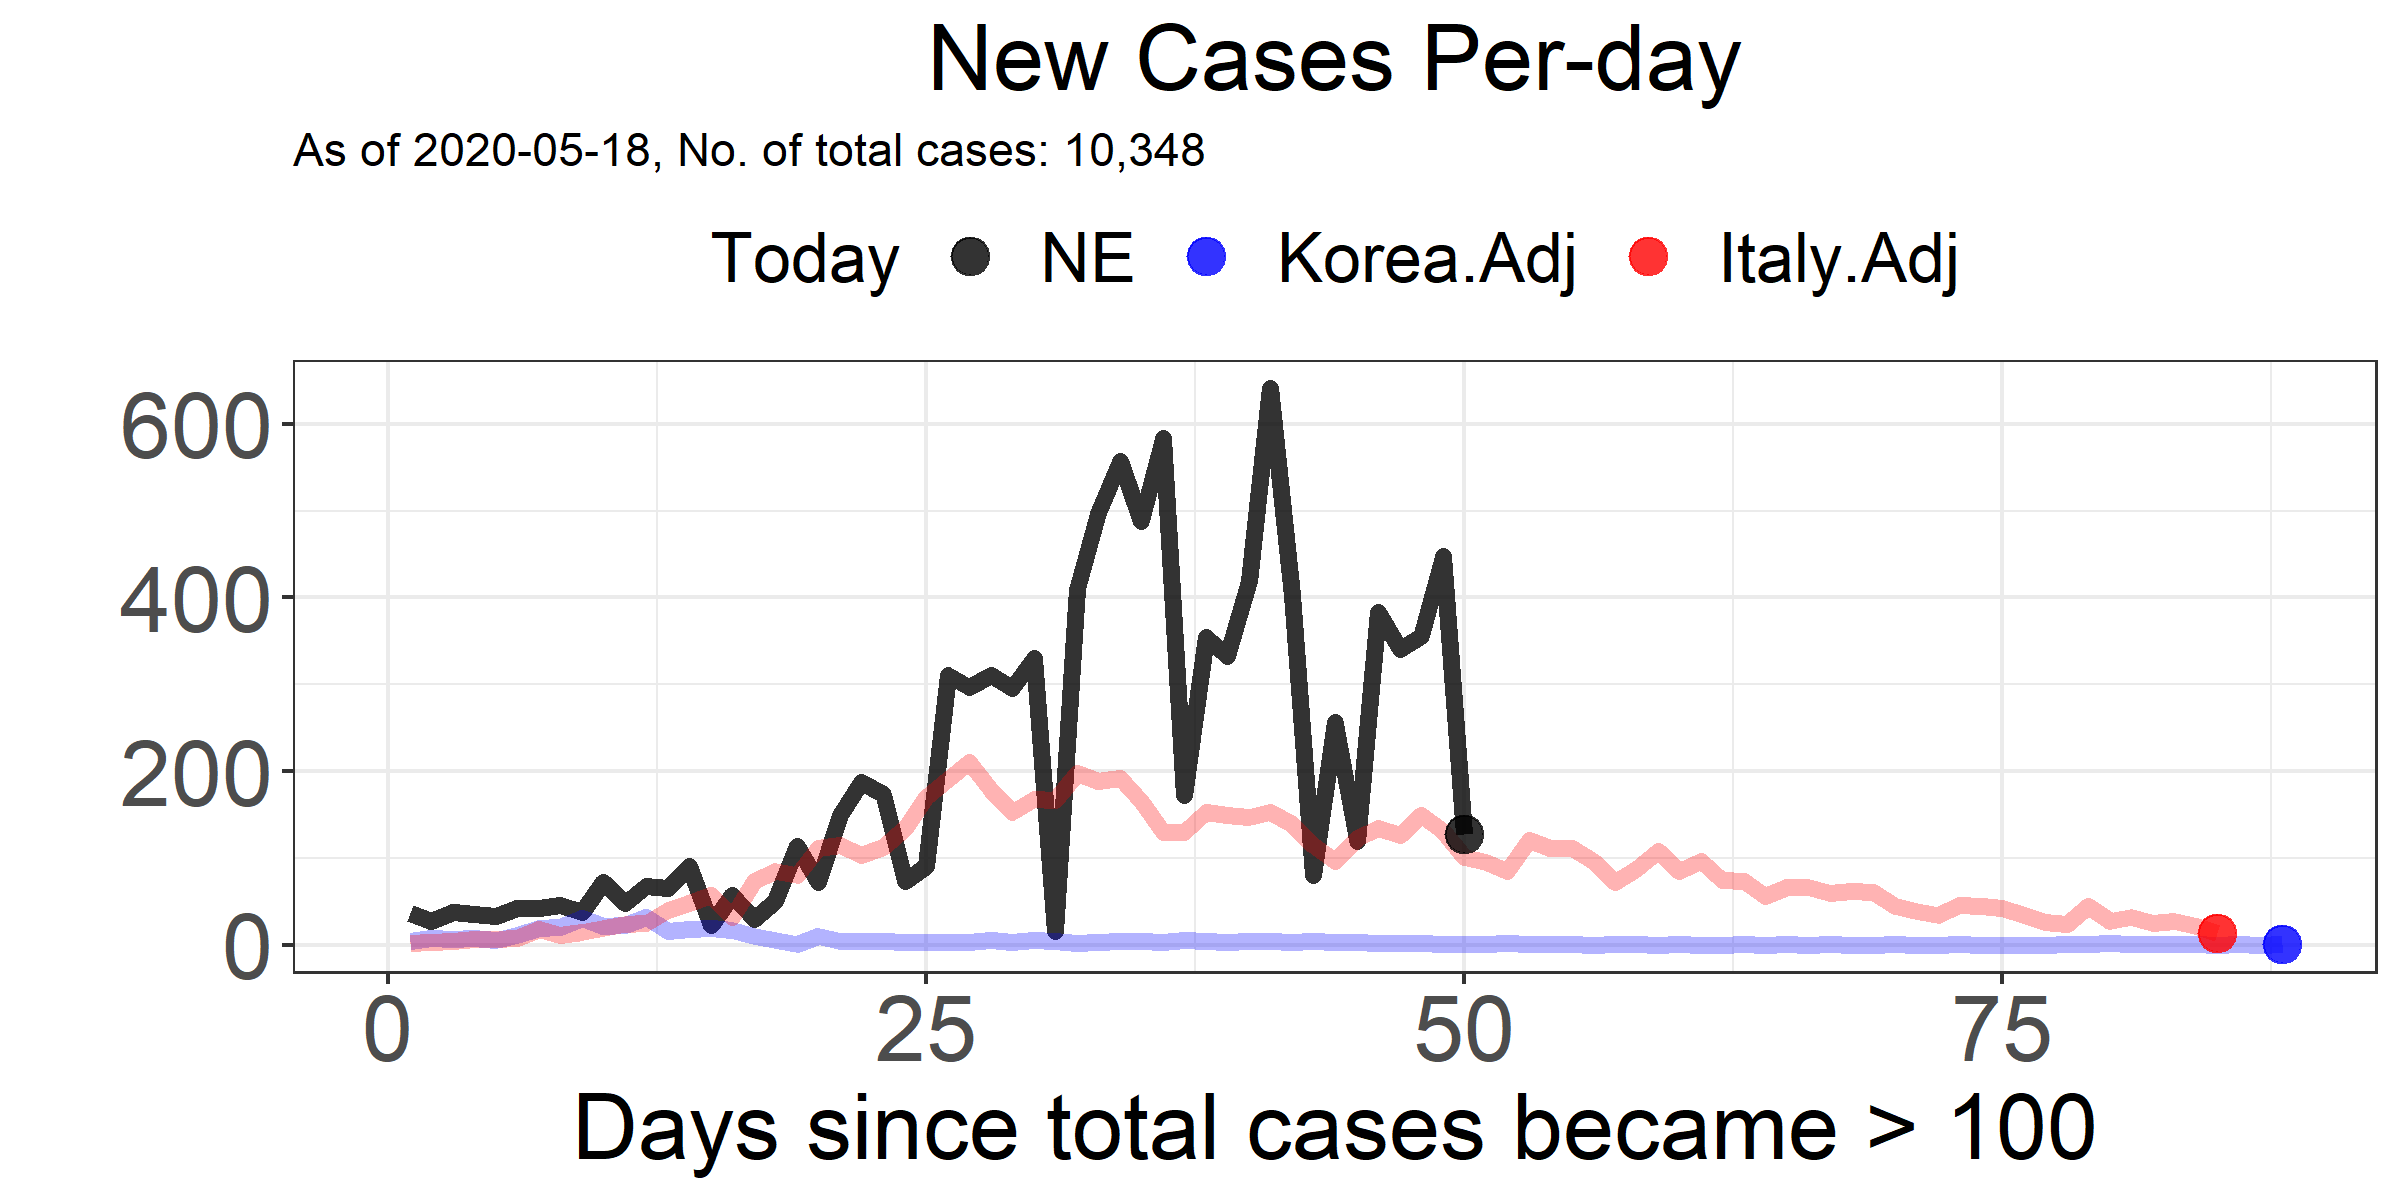 New Cases Per-day
As of 2020-05-18, No. of total cases: 10,348
Today NE Korea.Adj Italy.Adj
600
400
200
0
0 25 50 75
Days since total cases became > 100